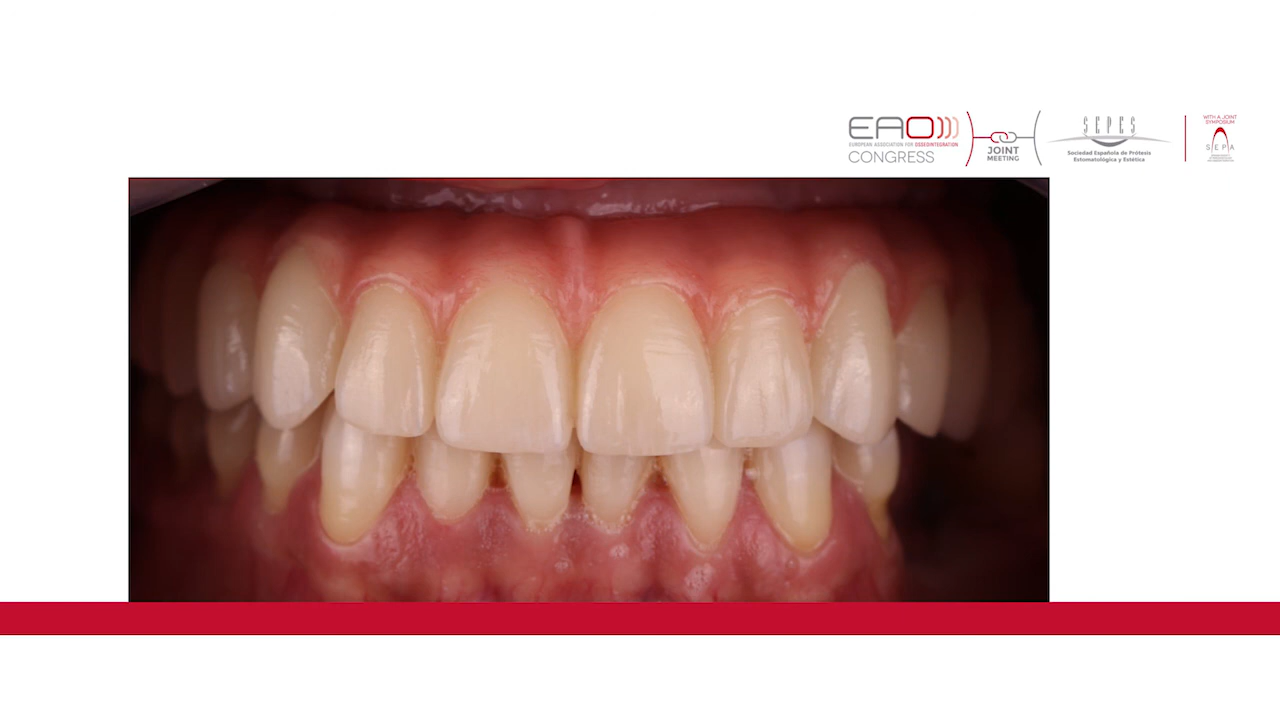 EAO
EUROPEAN ASSOCIATION FOR OSSEOINTEGRATION
CONGRESS
JOINT
MEETING
SEPES
Sociedad Española de Prótesis
Estomatológica y Estética
WITH A JOINT
SYMPOSIUM
SEPA